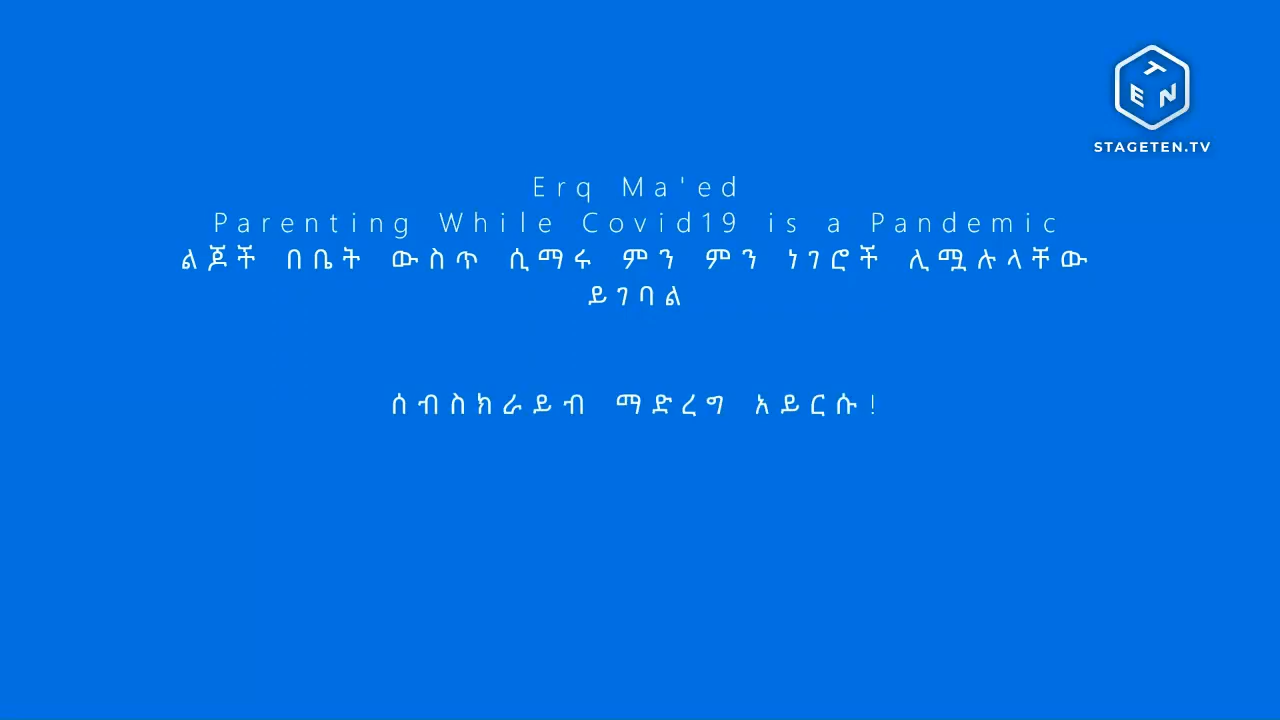 TEN
STAGETEN.TV
Erq Ma'ed
Parenting While Covid19 is a Pandemic
ልጆች በቤት ውስጥ ሲማሩ ምን ምን ነገሮች ሊሟሉላቸው
ይገባል
ሰብስክራይብ ማድረግ አይርሱ!